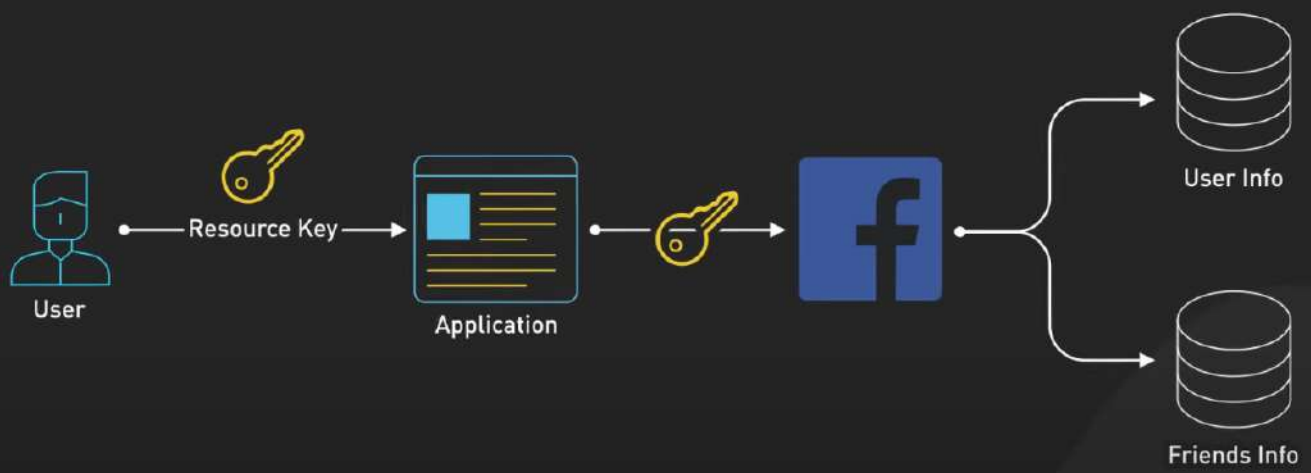 User Info
Resource Key
User
Application
Friends Info